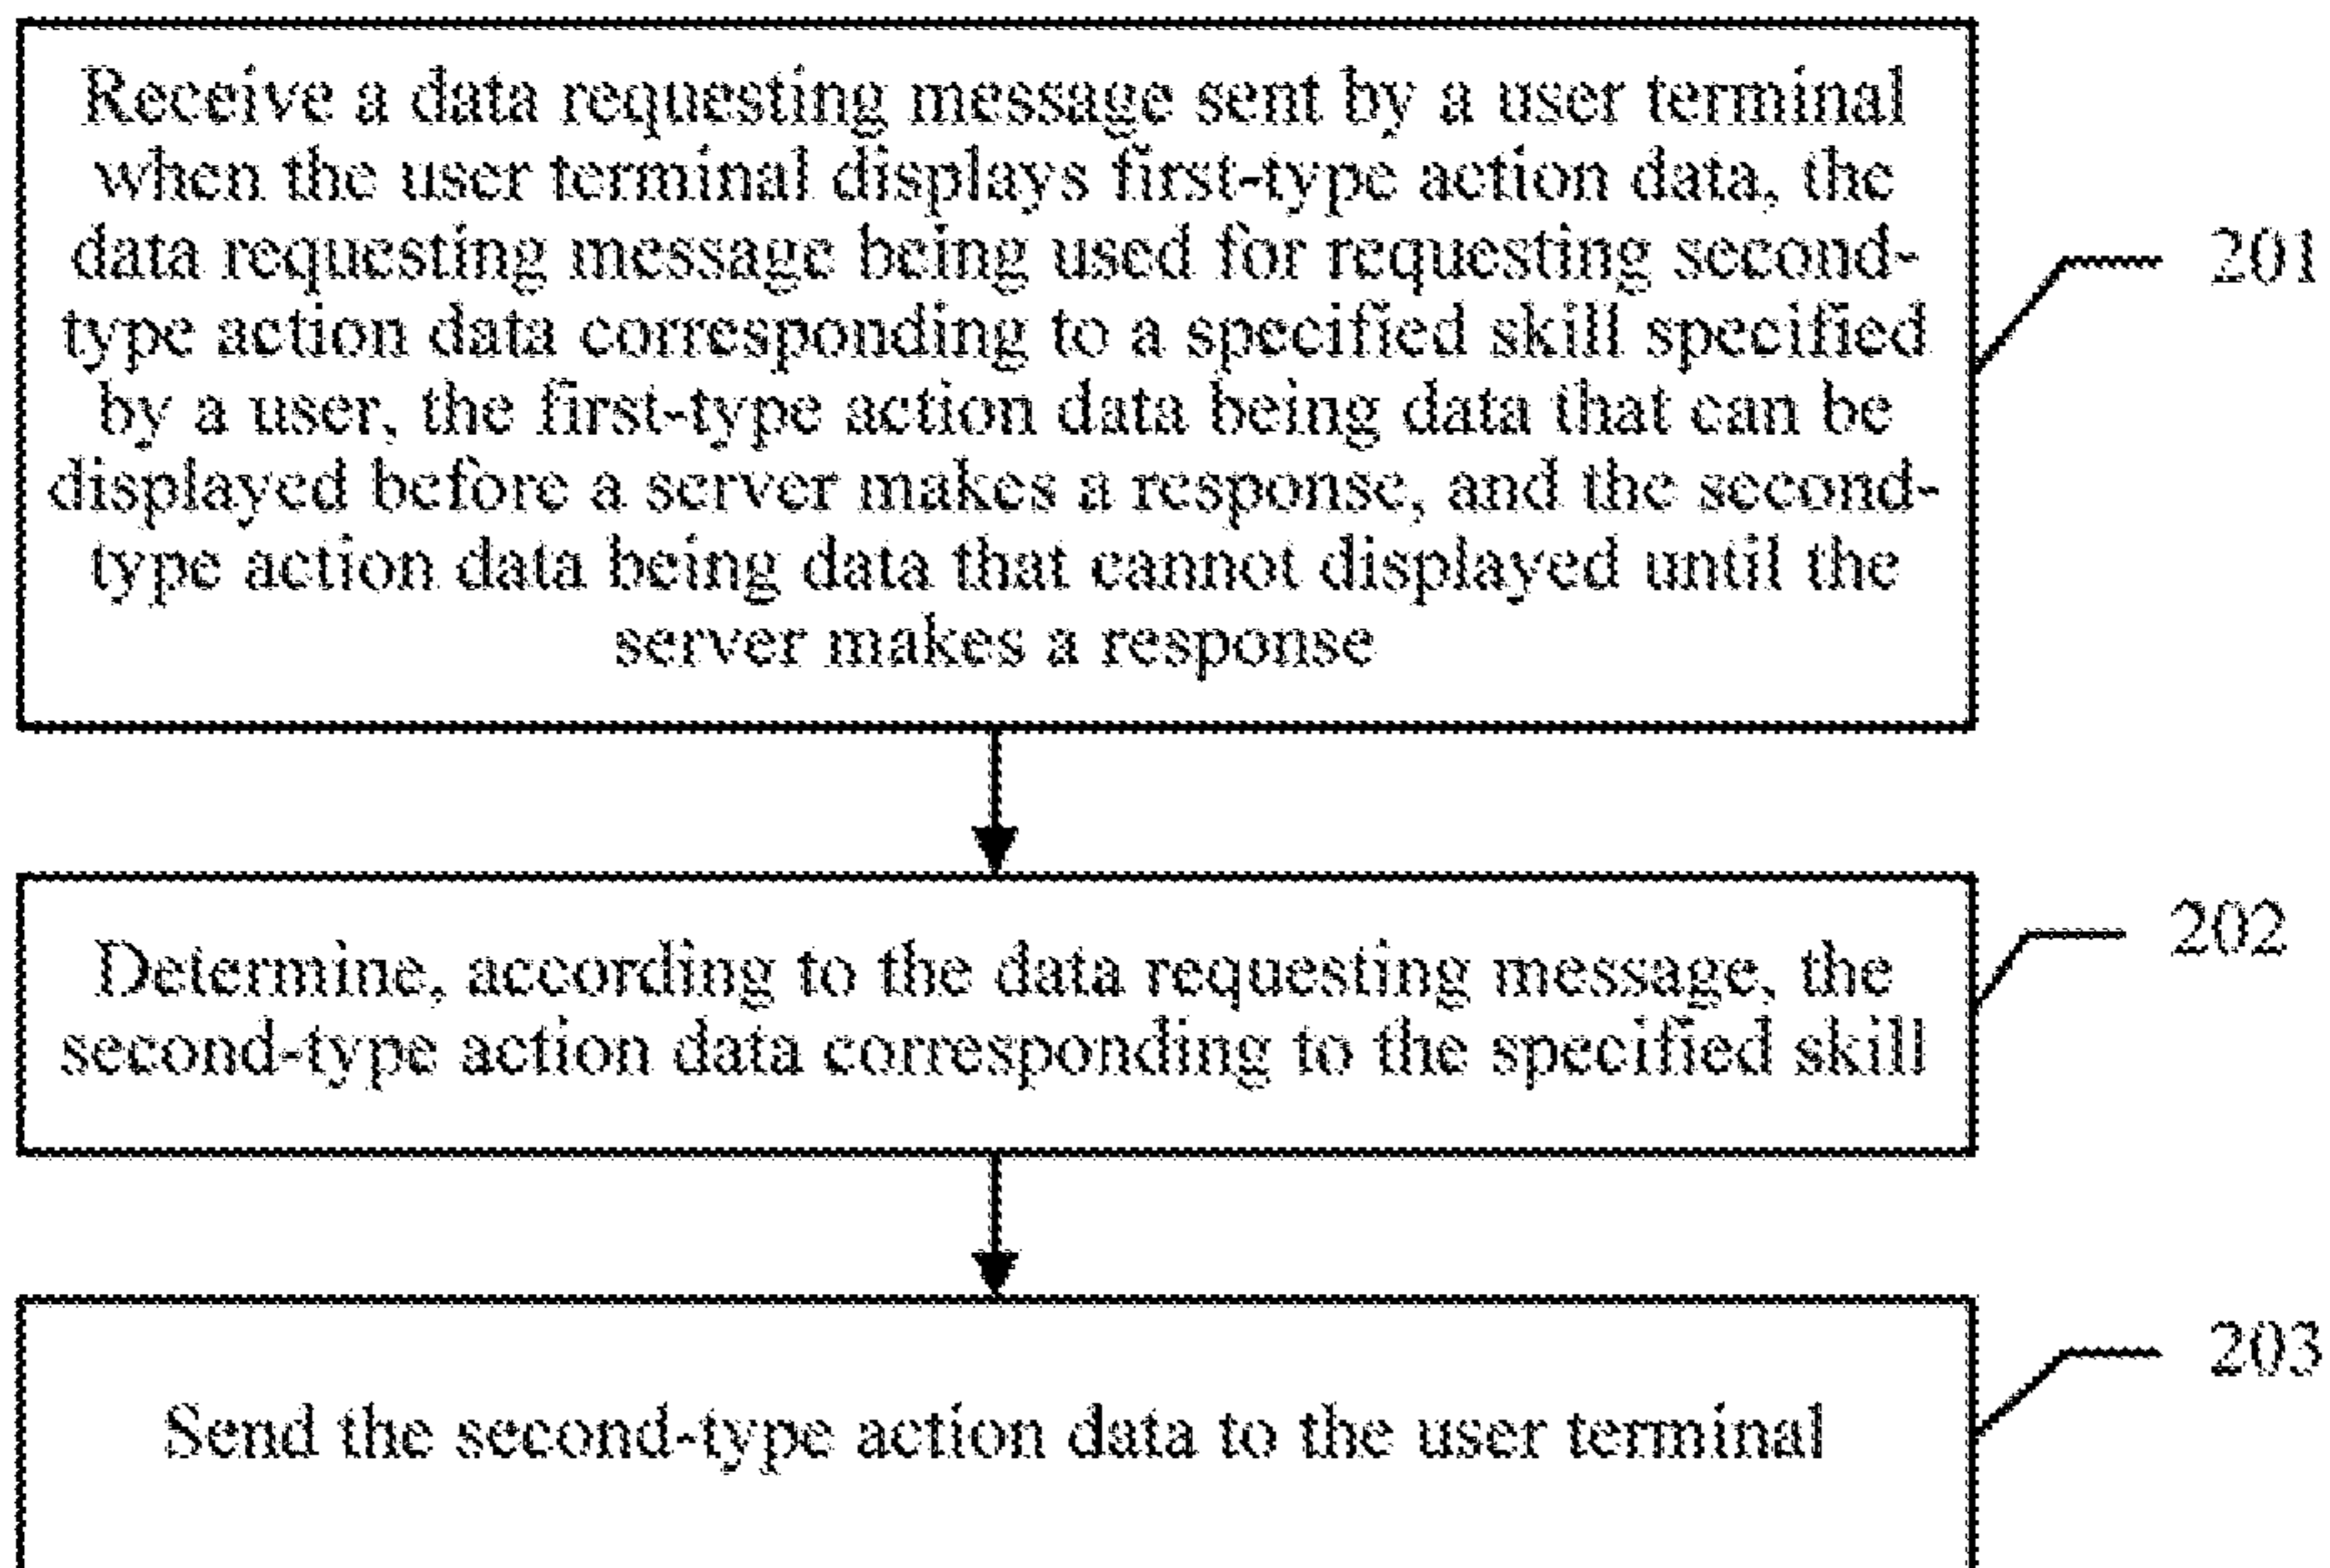 Receive a data requesting message sent by a user terminal
when the user terminal displays first-type action data, the
data requesting message being used for requesting second-
type action data corresponding to a specified skill specified
by a user, the first-type action data being data that can be
displayed before a server makes a response, and the second-
type action data being data that cannot displayed until the
server makes a response
201
Determine, according to the data requesting message, the
second-type action data corresponding to the specified skill
202
Send the second-type action data to the user terminal
203